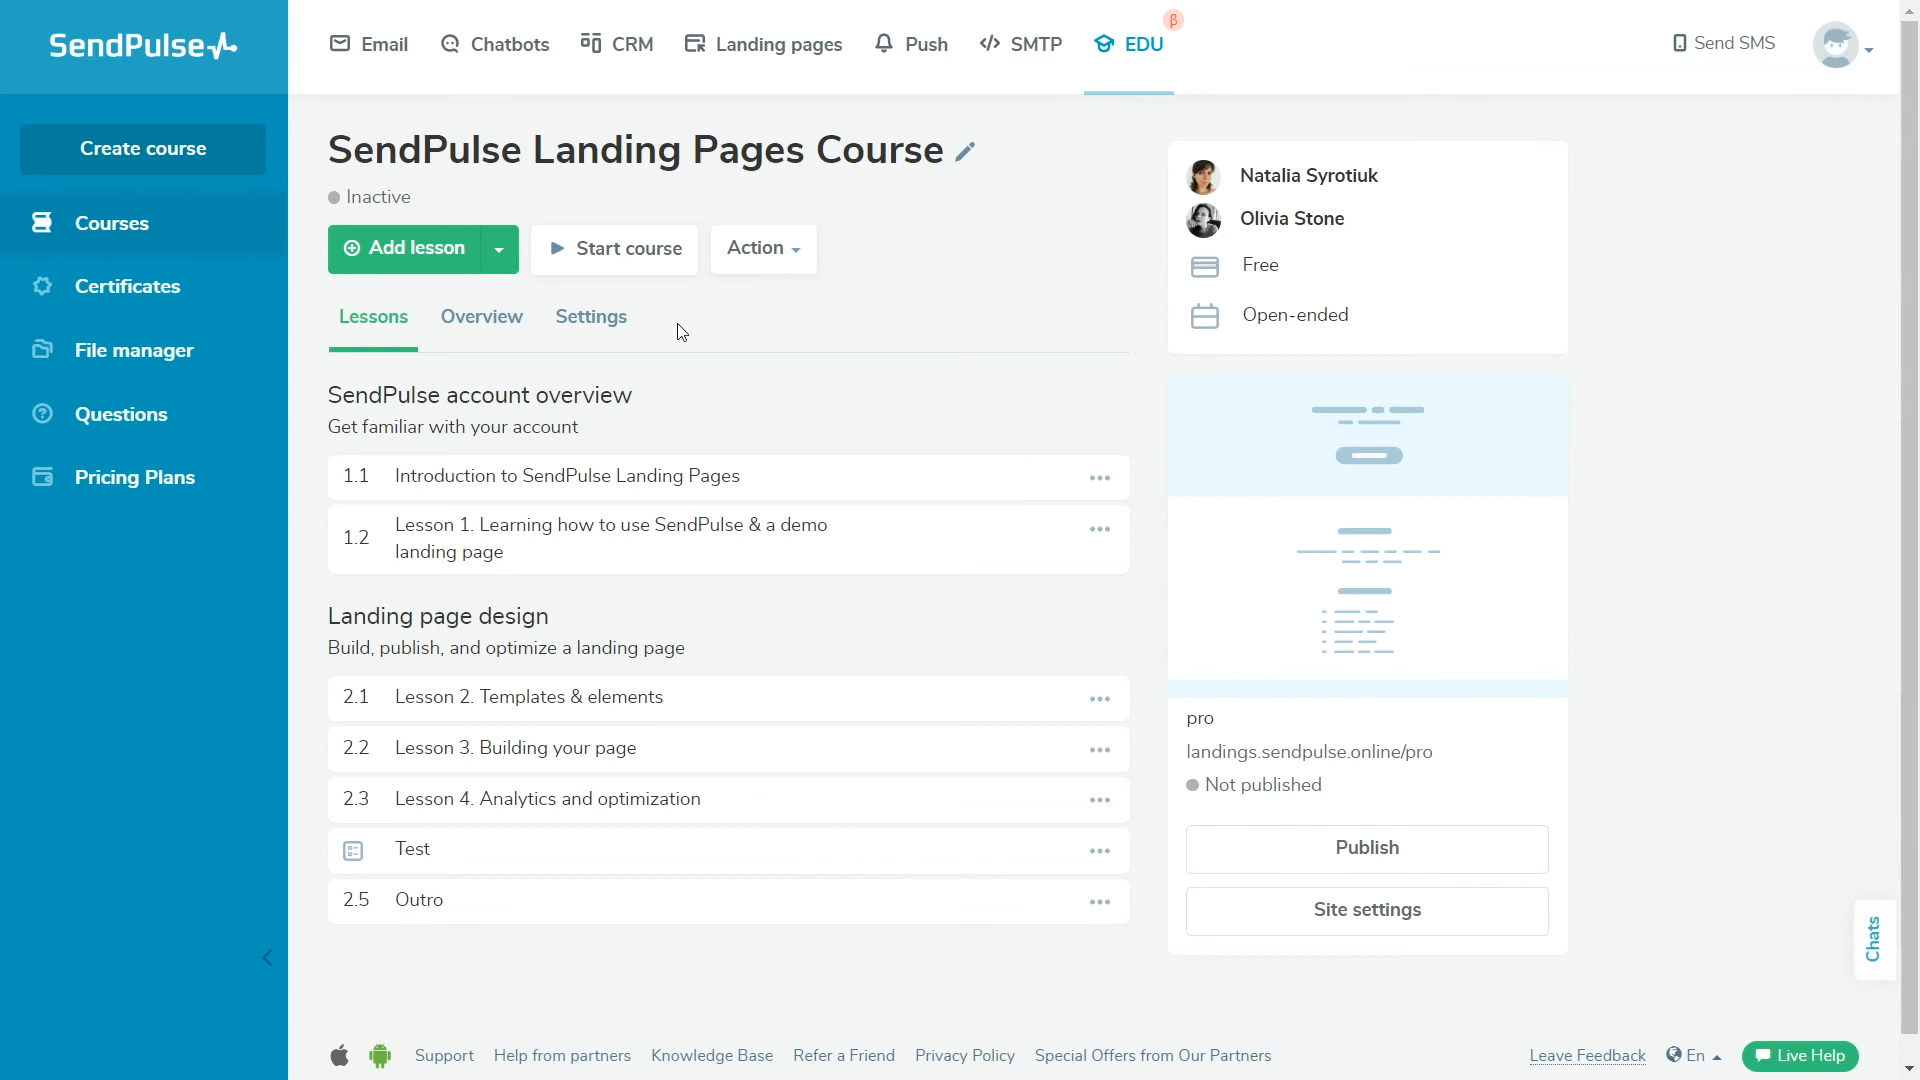 SendPulse
Email
Chatbots
CRM
Landing pages
Push
SMTP
EDU
β
Send SMS
Create course
Courses
Certificates
File manager
Questions
Pricing Plans
SendPulse Landing Pages Course
Inactive
Add lesson
Start course
Action
Lessons
Overview
Settings
SendPulse account overview
Get familiar with your account
1.1 Introduction to SendPulse Landing Pages
1.2 Lesson 1. Learning how to use SendPulse & a demo
landing page
Landing page design
Build, publish, and optimize a landing page
2.1 Lesson 2. Templates & elements
2.2 Lesson 3. Building your page
2.3 Lesson 4. Analytics and optimization
Test
2.5 Outro
Natalia Syrotiuk
Olivia Stone
Free
Open-ended
pro
landings.sendpulse.online/pro
Not published
Publish
Site settings
Chats
Support
Help from partners
Knowledge Base
Refer a Friend
Privacy Policy
Special Offers from Our Partners
Leave Feedback
En
Live Help